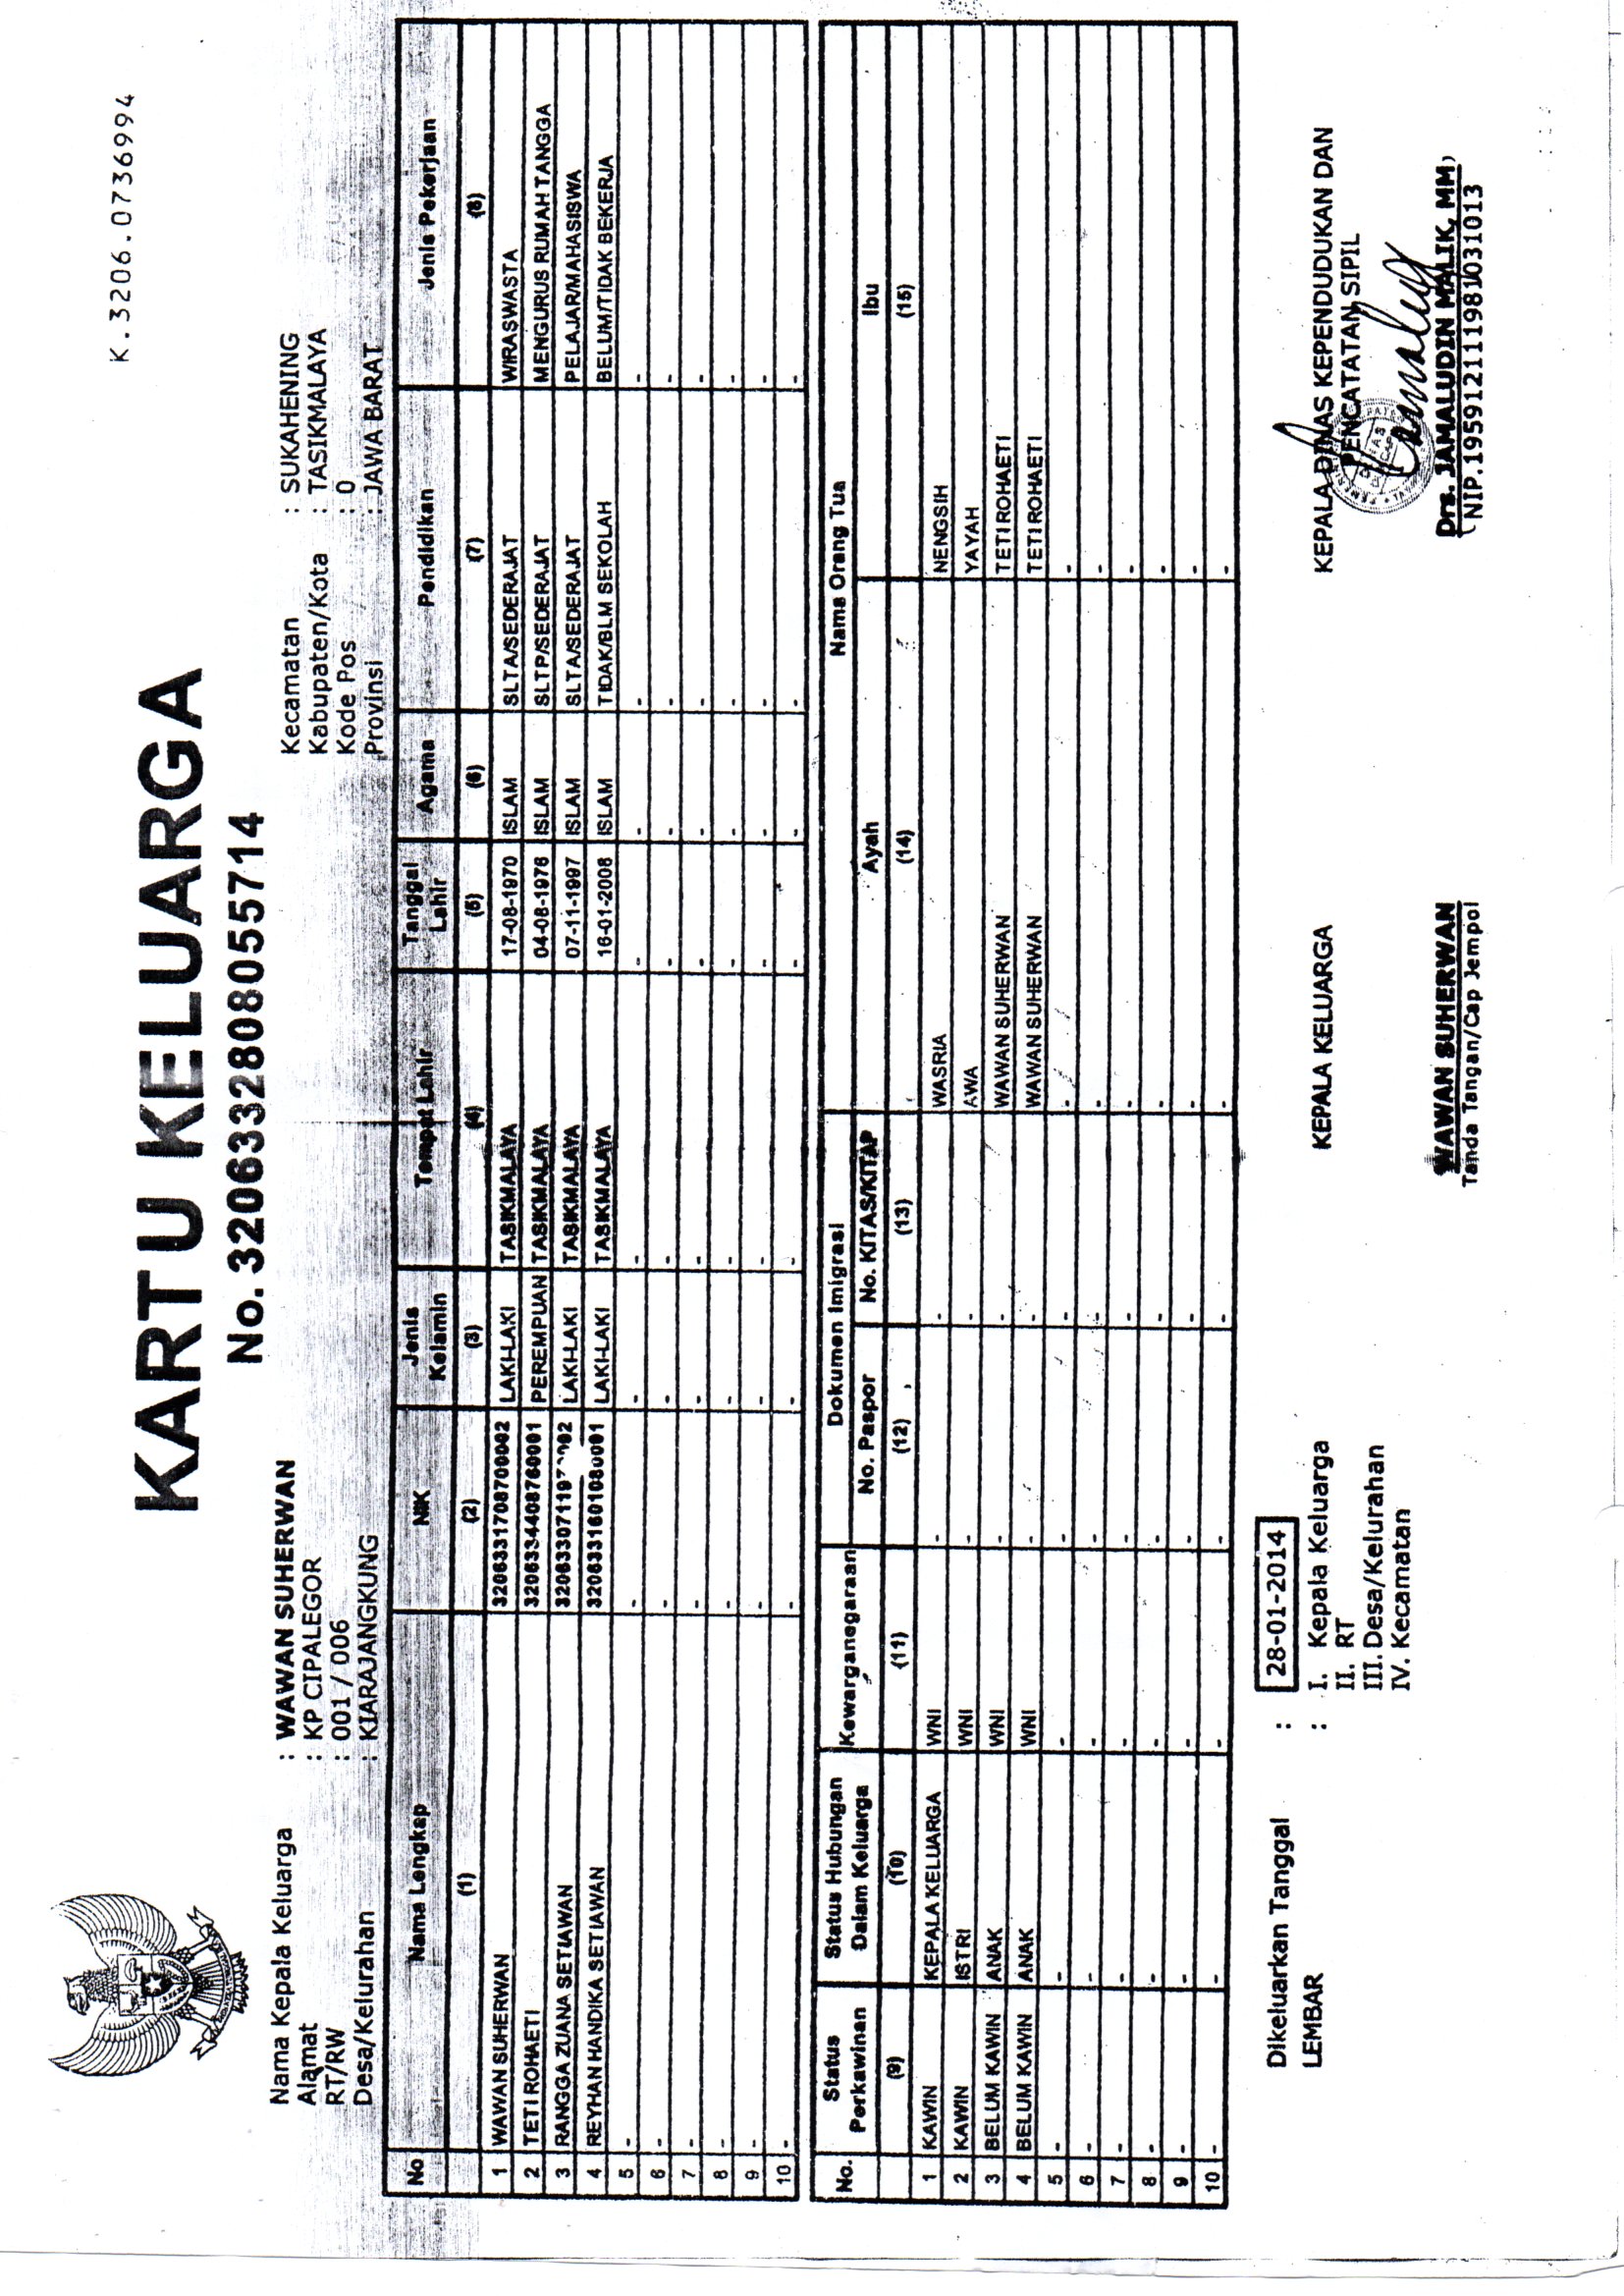 K.3206.0736994
KARTU KELUARGA
No. 3206332808055714
Nama Kepala Keluarga : WAWAN SUHERWAN
Alamat : KP CIPALEGOR
RT/RW : 001 / 006
Desa/Kelurahan : KIARAJANGKUNG
Kecamatan : SUKAHENING
Kabupaten/Kota : TASIKMALAYA
Kode Pos : 0
Provinsi : JAWA BARAT
No Nama Lengkap NIK Jenis Kelamin Tempat Lahir Tanggal Lahir Agama Pendidikan Jenis Pekerjaan
(1) (2) (3) (4) (5) (6) (7) (8)
1 WAWAN SUHERWAN 3206331708700002 LAKI-LAKI TASIKMALAYA 17-08-1970 ISLAM SLTA/SEDERAJAT WIRASWASTA
2 TETI ROHAETI 3206334408760001 PEREMPUAN TASIKMALAYA 04-08-1976 ISLAM SLTP/SEDERAJAT MENGURUS RUMAH TANGGA
3 RANGGA ZUANA SETIAWAN LAKI-LAKI TASIKMALAYA 07-11-1997 ISLAM SLTA/SEDERAJAT PELAJAR/MAHASISWA
4 REYHAN HANDIKA SETIAWAN 3206331601080001 LAKI-LAKI TASIKMALAYA 16-01-2008 ISLAM TIDAK/BLM SEKOLAH BELUM/TIDAK BEKERJA
5 - - - - - - - -
6 - - - - - - - -
7 - - - - - - - -
8 - - - - - - - -
9 - - - - - - - -
10 - - - - - - - -
No. Status Perkawinan Status Hubungan Dalam Keluarga Kewarganegaraan Dokumen Imigrasi Nama Orang Tua
No. Paspor No. KITAS/KITAP Ayah Ibu
(9) (10) (11) (12) (13) (14) (15)
1 KAWIN KEPALA KELUARGA WNI - - WASRIA NENGSIH
2 KAWIN ISTRI WNI - - AWA YAYAH
3 BELUM KAWIN ANAK WNI - - WAWAN SUHERWAN TETI ROHAETI
4 BELUM KAWIN ANAK WNI - - WAWAN SUHERWAN TETI ROHAETI
5 - - - - - - -
6 - - - - - - -
7 - - - - - - -
8 - - - - - - -
9 - - - - - - -
10 - - - - - - -
Dikeluarkan Tanggal : 28-01-2014
LEMBAR : I. Kepala Keluarga
II. RT
III. Desa/Kelurahan
IV. Kecamatan
KEPALA KELUARGA
WAWAN SUHERWAN
Tanda Tangan/Cap Jempol
KEPALA DINAS KEPENDUDUKAN DAN
PENCATATAN SIPIL
Drs. JAMALUDIN MALIK, MM
NIP.195912111981031013